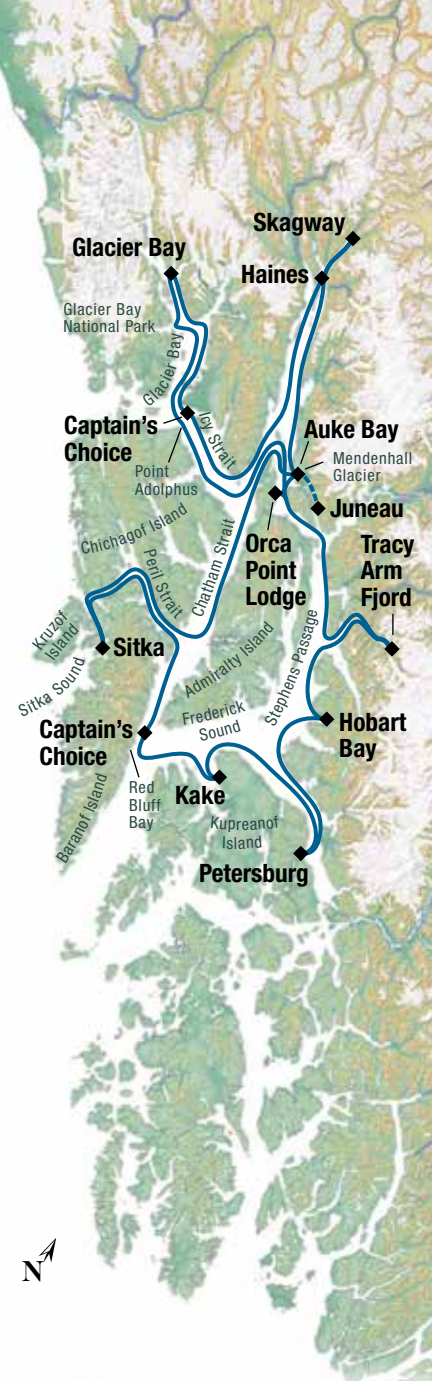 Skagway
Glacier Bay
Haines
Glacier Bay
National Park
Glacier Bay
Captain's
Choice
Icy Strait
Auke Bay
Mendenhall
Glacier
Point
Adolphus
Juneau
Chichagof Island
Orca
Point
Lodge
Tracy
Arm
Fjord
Peril Strait
Chatham Strait
Kruzof
Island
Sitka
Admiralty Island
Stephens Passage
Sitka Sound
Captain's
Choice
Frederick
Sound
Hobart
Bay
Red
Bluff
Bay
Kake
Baranof Island
Kupreanof
Island
Petersburg
N